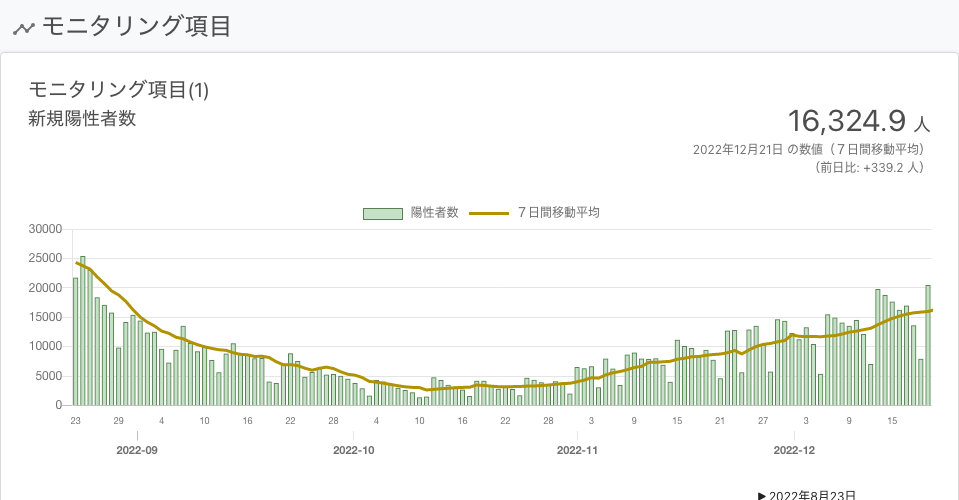 モニタリング項目
モニタリング項目(1)
新規陽性者数
16,324.9 人
2022年12月21日 の数値（７日間移動平均）
（前日比: +339.2 人）
陽性者数 ７日間移動平均
30000
25000
20000
15000
10000
5000
0
23 29 4 10 16 22 28 4 10 16 22 28 3 9 15 21 27 3 9 15
2022-09 2022-10 2022-11 2022-12
▶ 2022年8月23日